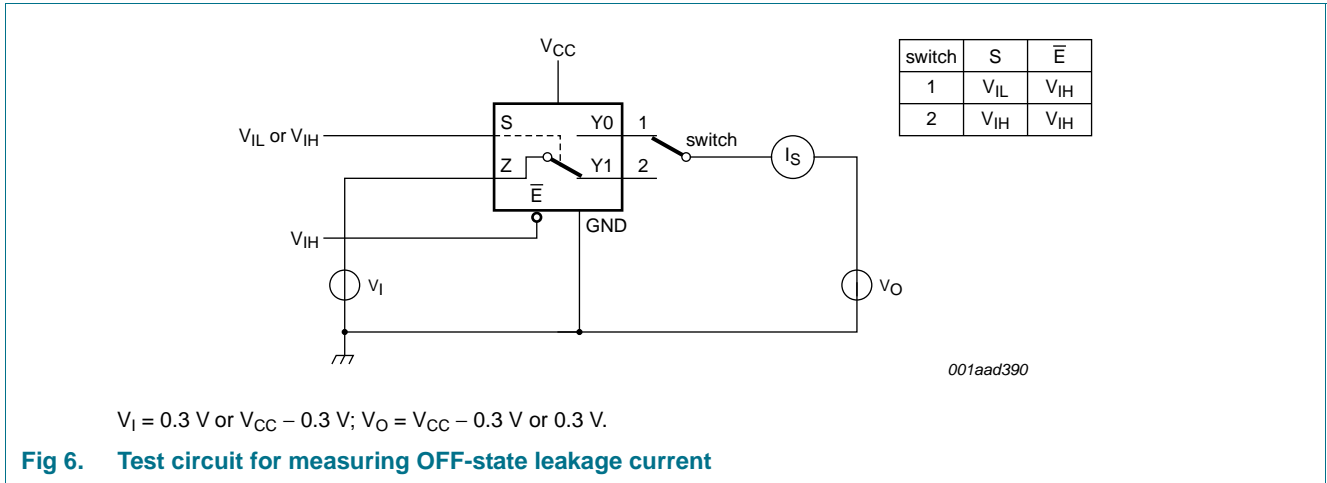 VCC
switch S E̅
1 VIL VIH
2 VIH VIH
VIL or VIH
S Y0 1
switch
IS
Z Y1 2
E̅
GND
VIH
VI
VO
001aad390
VI = 0.3 V or VCC − 0.3 V; VO = VCC − 0.3 V or 0.3 V.
Fig 6. Test circuit for measuring OFF-state leakage current